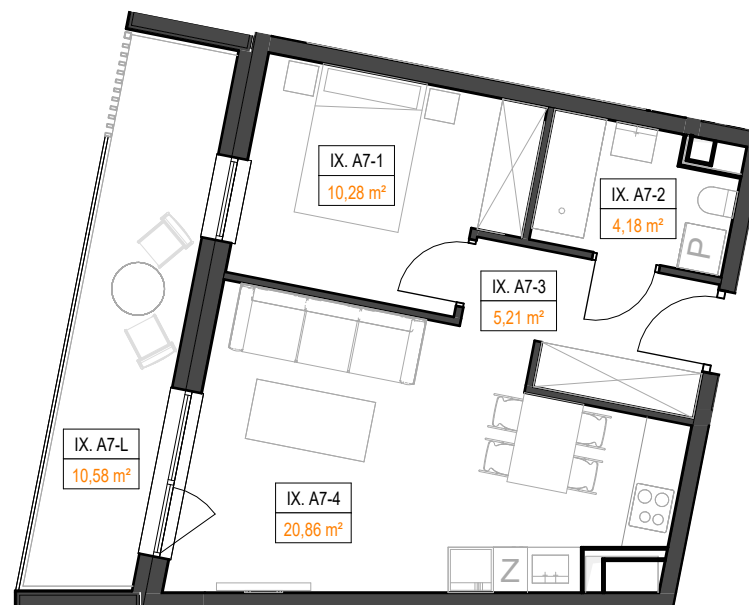 IX. A7-1
10,28 m²
IX. A7-2
4,18 m²
P
IX. A7-3
5,21 m²
IX. A7-L
10,58 m²
IX. A7-4
20,86 m²
Z